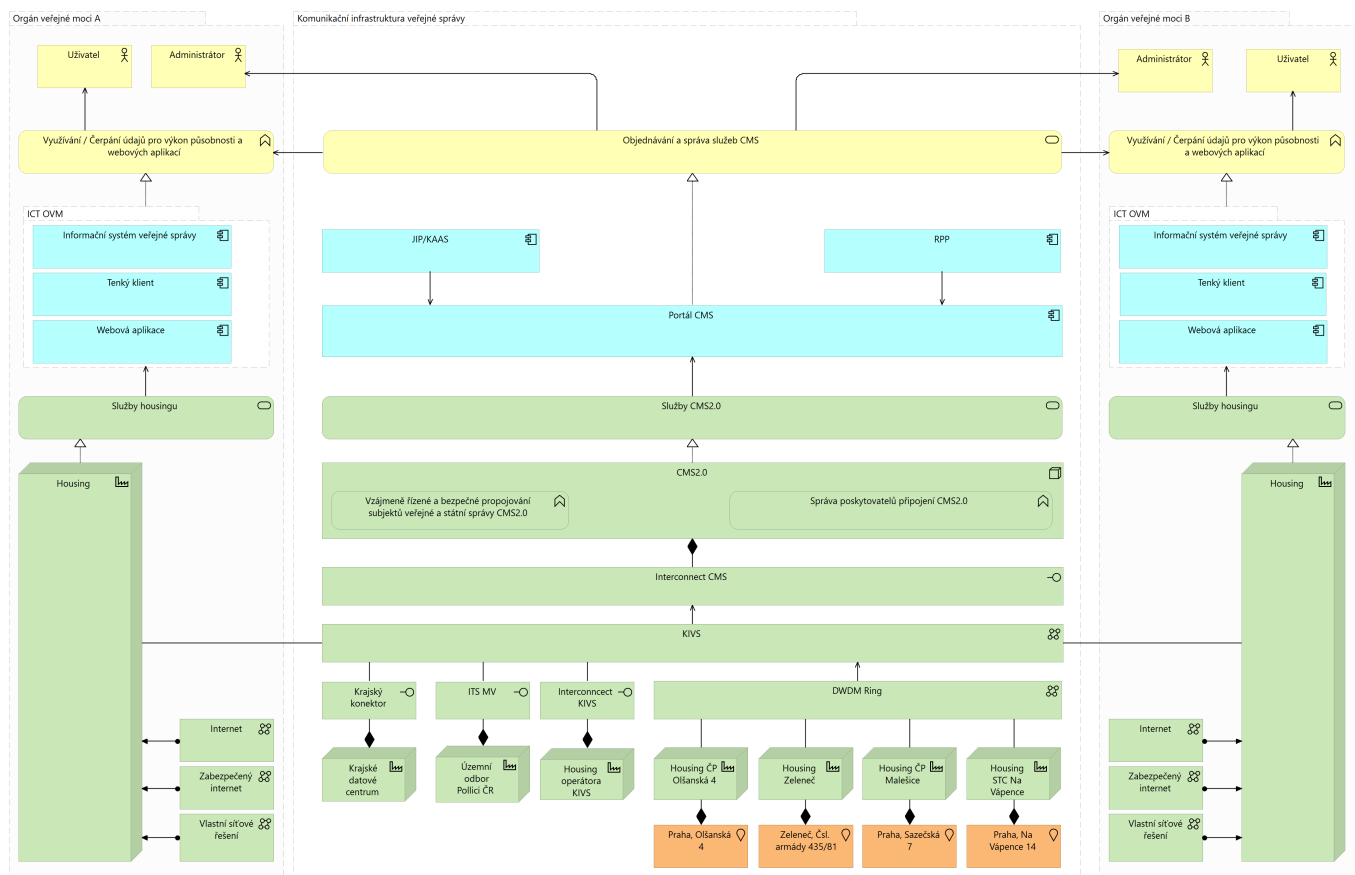 Orgán veřejné moci A
Komunikační infrastruktura veřejné správy
Orgán veřejné moci B
Uživatel
Administrátor
Administrátor
Uživatel
Využívání / Čerpání údajů pro výkon působnosti a
webových aplikací
Objednávání a správa služeb CMS
Využívání / Čerpání údajů pro výkon působnosti
a webových aplikací
ICT OVM
Informační systém veřejné správy
Tenký klient
Webová aplikace
JIP/KAAS
RPP
Portál CMS
ICT OVM
Informační systém veřejné správy
Tenký klient
Webová aplikace
Služby housingu
Služby CMS2.0
Služby housingu
Housing
CMS2.0
Vzájmeně řízené a bezpečné propojování
subjektů veřejné a státní správy CMS2.0
Správa poskytovatelů připojení CMS2.0
Housing
Interconnect CMS
KIVS
Krajský
konektor
ITS MV
Interconncect
KIVS
DWDM Ring
Internet
Zabezpečený
internet
Vlastní síťové
řešení
Krajské
datové
centrum
Územní
odbor
Pollici ČR
Housing
operátora
KIVS
Housing ČP
Olšanská 4
Housing
Zeleneč
Housing ČP
Malešice
Housing
STC Na
Vápence
Praha, Olšanská
4
Zeleneč, Čsl.
armády 435/81
Praha, Sazečská
7
Praha, Na
Vápence 14
Internet
Zabezpečený
internet
Vlastní síťové
řešení